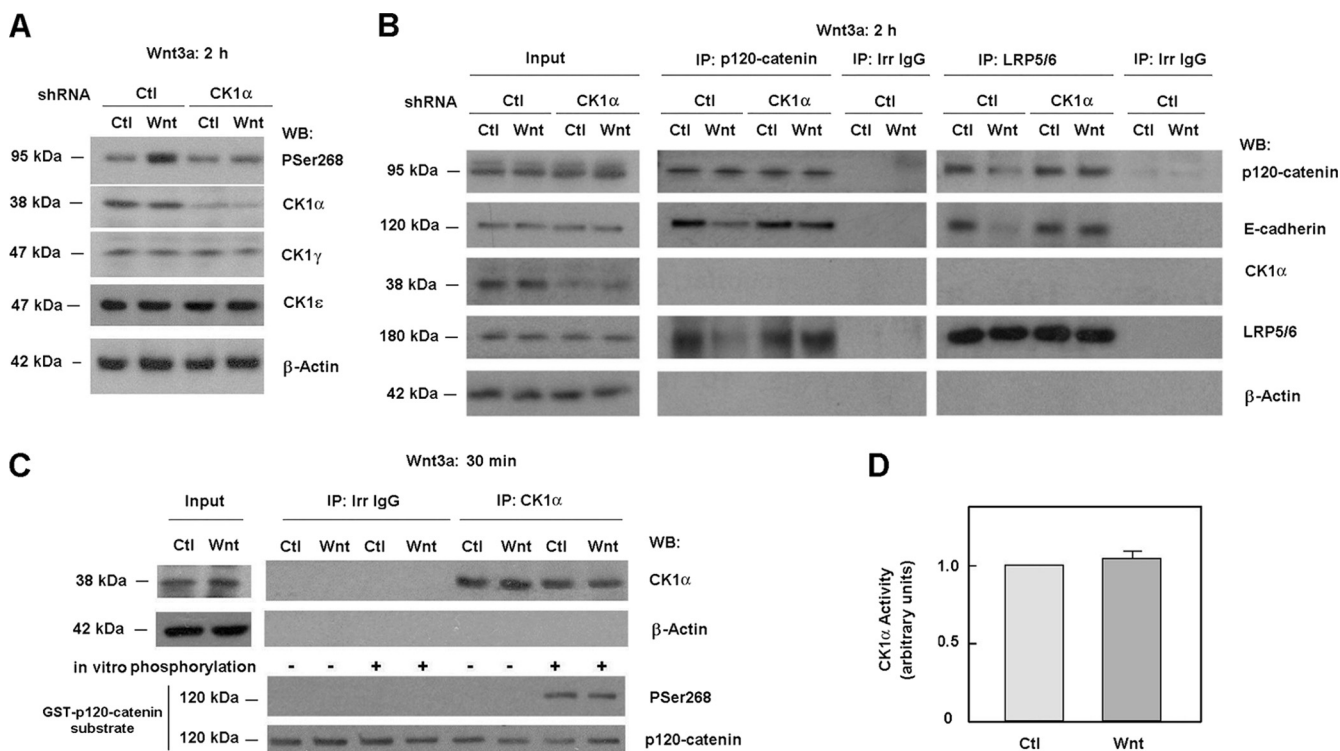 A
Wnt3a: 2 h
shRNA Ctl CK1α
Ctl Wnt Ctl Wnt WB:
95 kDa — PSer268
38 kDa — CK1α
47 kDa — CK1γ
47 kDa — CK1ε
42 kDa — β-Actin
B
Wnt3a: 2 h
Input IP: p120-catenin IP: Irr IgG IP: LRP5/6 IP: Irr IgG
shRNA Ctl CK1α Ctl CK1α Ctl Ctl CK1α Ctl
Ctl Wnt Ctl Wnt Ctl Wnt Ctl Wnt Ctl Wnt Ctl Wnt Ctl Wnt Ctl Wnt WB:
95 kDa — p120-catenin
120 kDa — E-cadherin
38 kDa — CK1α
180 kDa — LRP5/6
42 kDa — β-Actin
C
Wnt3a: 30 min
Input IP: Irr IgG IP: CK1α
Ctl Wnt Ctl Wnt Ctl Wnt Ctl Wnt Ctl Wnt WB:
38 kDa — CK1α
42 kDa — β-Actin
in vitro phosphorylation - - + + - - + +
GST-p120-catenin substrate
120 kDa — PSer268
120 kDa — p120-catenin
D
CK1α Activity
(arbitrary units)
1.0
0.5
0
Ctl Wnt